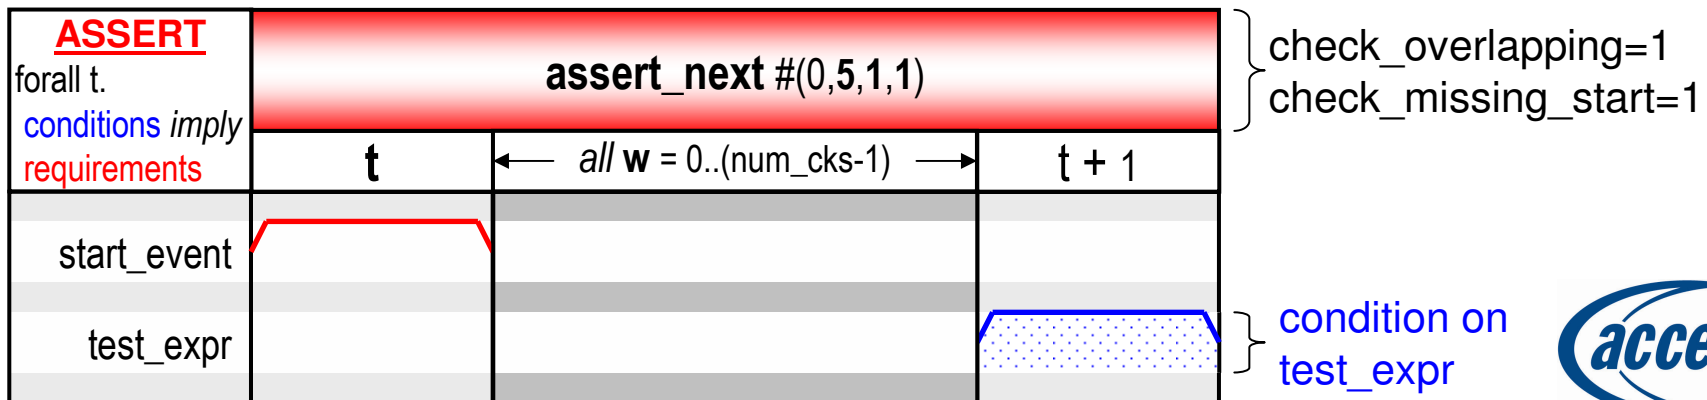 ASSERT
forall t.
conditions imply
requirements
assert_next #(0,5,1,1)
check_overlapping=1
check_missing_start=1
t
all w = 0..(num_cks-1)
t + 1
start_event
test_expr
condition on
test_expr
acce